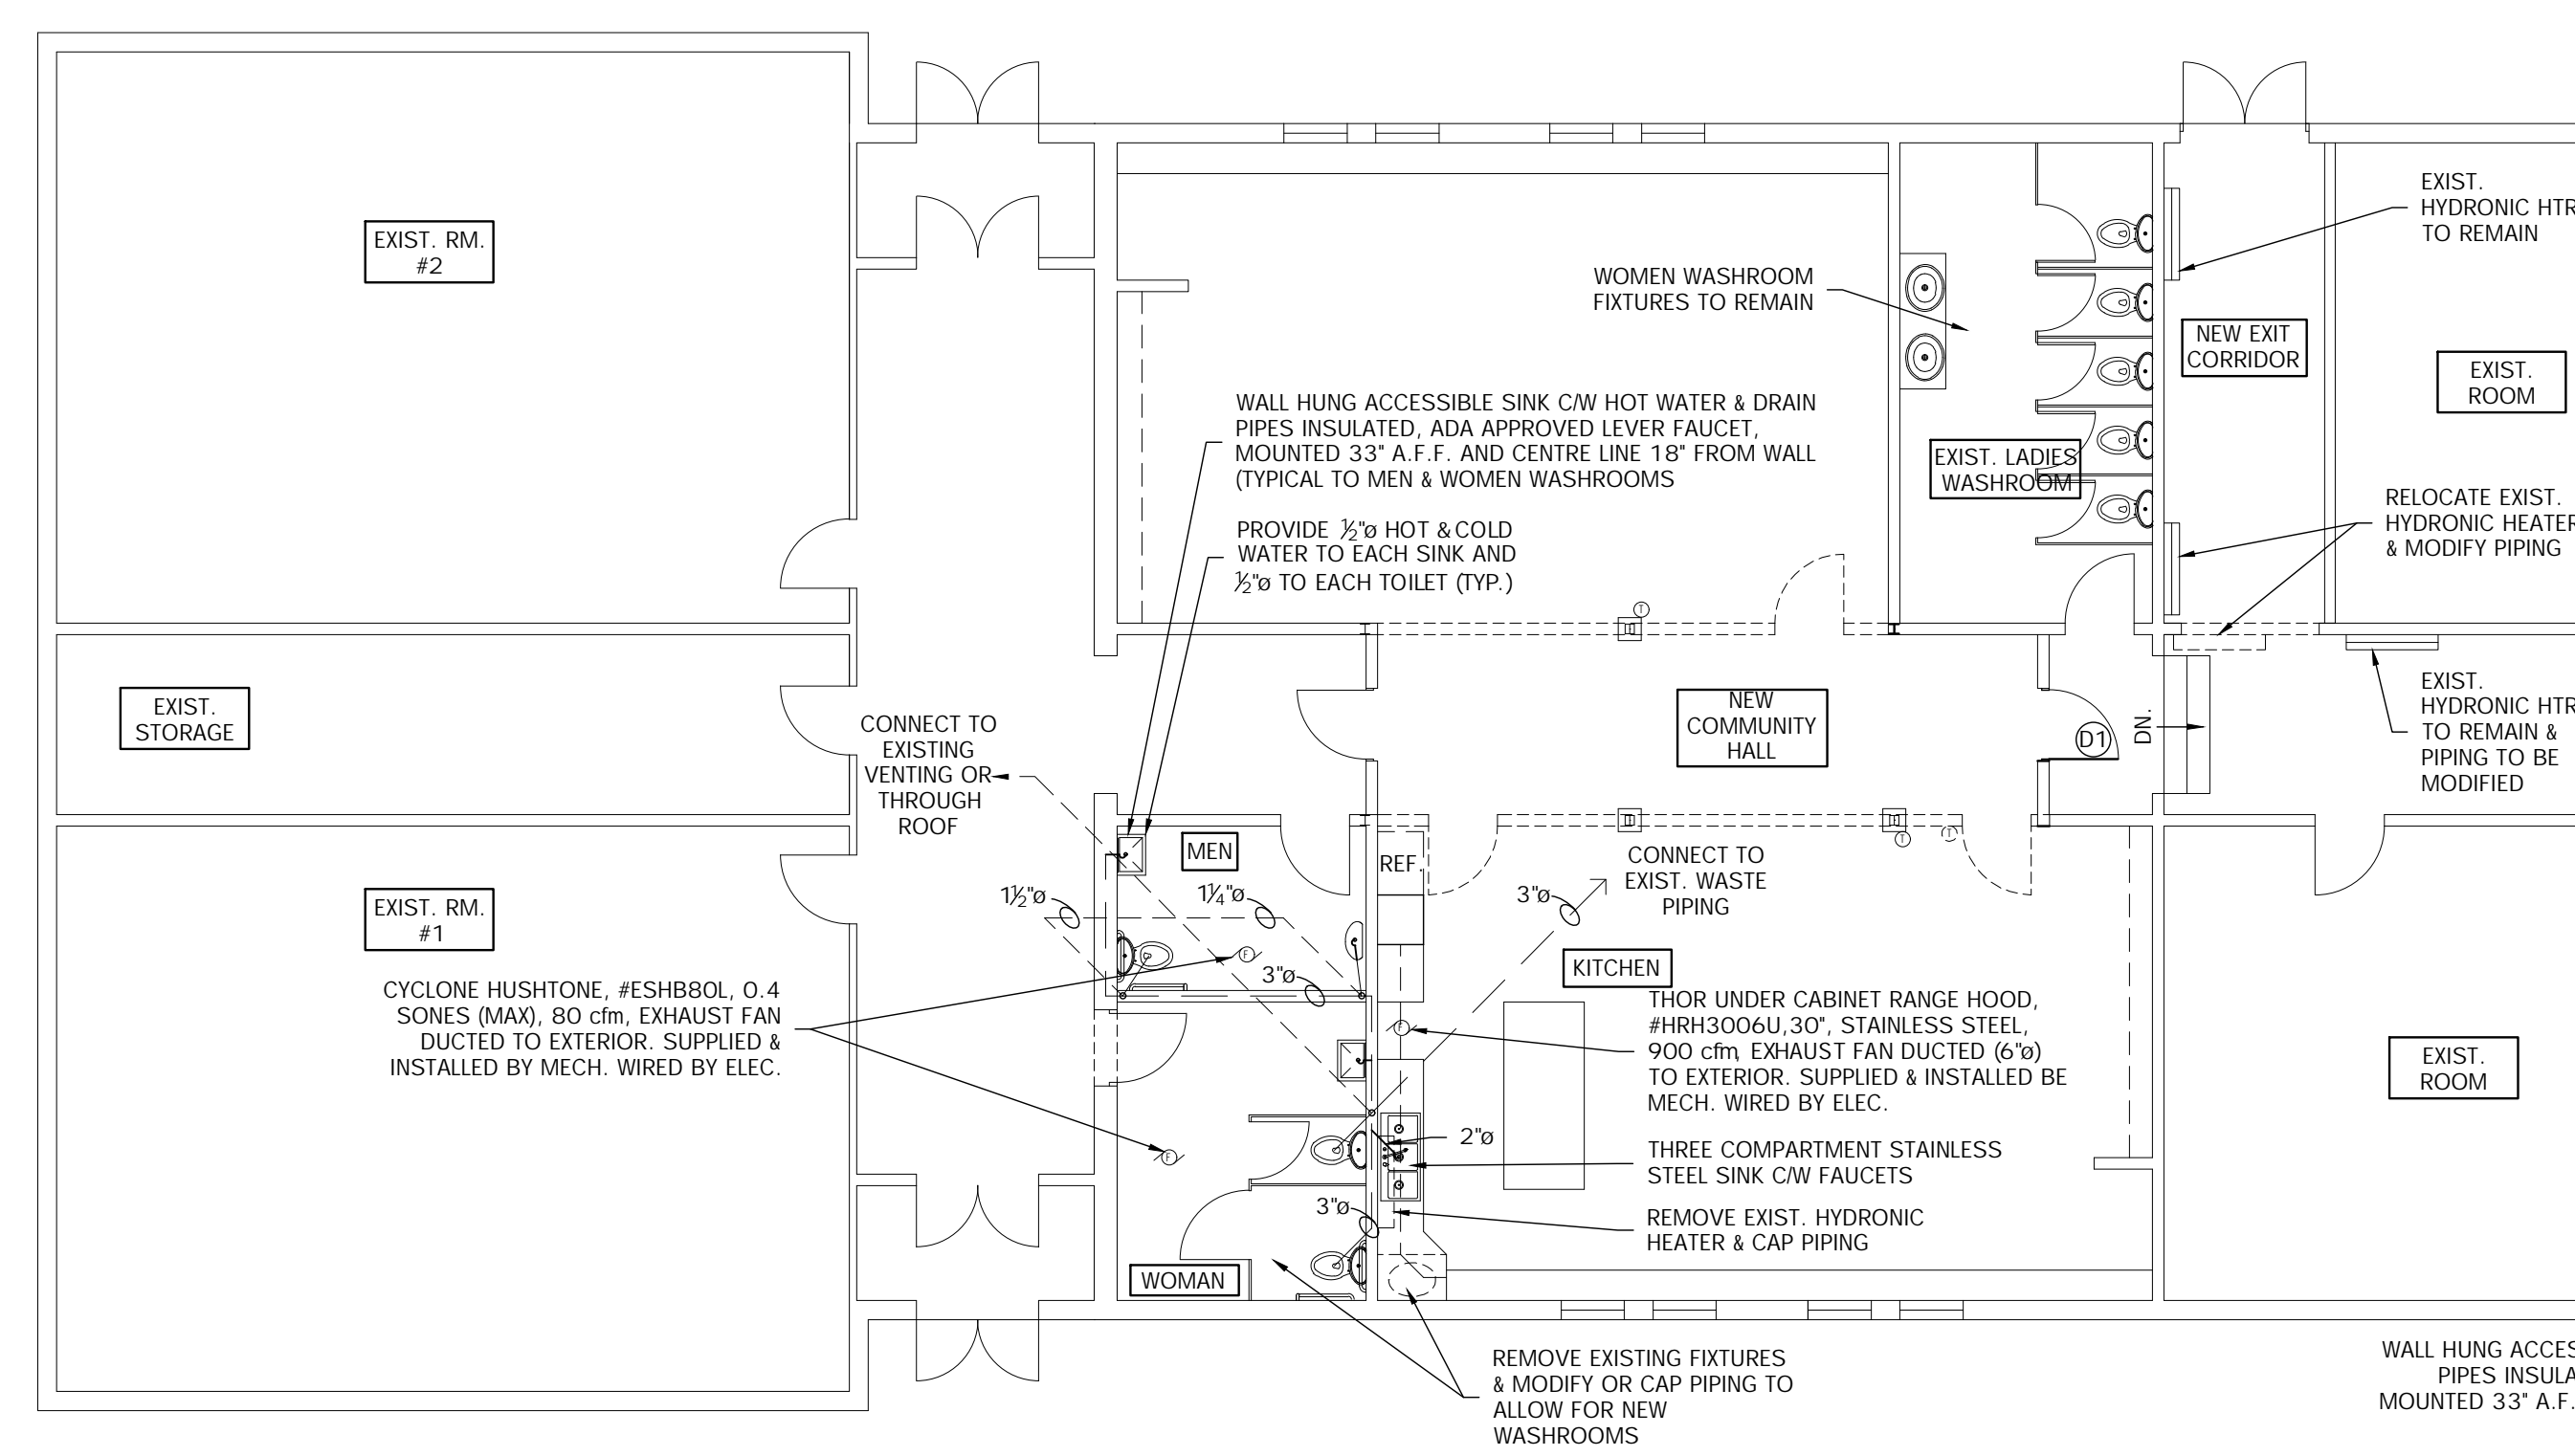 EXIST. RM.
#2
EXIST.
HYDRONIC HTR
TO REMAIN
WOMEN WASHROOM
FIXTURES TO REMAIN
NEW EXIT
CORRIDOR
EXIST.
ROOM
WALL HUNG ACCESSIBLE SINK C/W HOT WATER & DRAIN
PIPES INSULATED, ADA APPROVED LEVER FAUCET,
MOUNTED 33" A.F.F. AND CENTRE LINE 18" FROM WALL
(TYPICAL TO MEN & WOMEN WASHROOMS
EXIST. LADIES
WASHROOM
PROVIDE ½"ø HOT & COLD
WATER TO EACH SINK AND
½"ø TO EACH TOILET (TYP.)
RELOCATE EXIST.
HYDRONIC HEATER
& MODIFY PIPING
T
EXIST.
STORAGE
CONNECT TO
EXISTING
VENTING OR
THROUGH
ROOF
NEW
COMMUNITY
HALL
D1
DN.
EXIST.
HYDRONIC HTR
TO REMAIN &
PIPING TO BE
MODIFIED
T
T
MEN
REF.
CONNECT TO
EXIST. WASTE
PIPING
1½"ø
1¼"ø
3"ø
EXIST. RM.
#1
F
3"ø
KITCHEN
CYCLONE HUSHTONE, #ESHB80L, 0.4
SONES (MAX), 80 cfm, EXHAUST FAN
DUCTED TO EXTERIOR. SUPPLIED &
INSTALLED BY MECH. WIRED BY ELEC.
F
THOR UNDER CABINET RANGE HOOD,
#HRH3006U,30", STAINLESS STEEL,
900 cfm, EXHAUST FAN DUCTED (6"ø)
TO EXTERIOR. SUPPLIED & INSTALLED BE
MECH. WIRED BY ELEC.
EXIST.
ROOM
2"ø
F
THREE COMPARTMENT STAINLESS
STEEL SINK C/W FAUCETS
3"ø
REMOVE EXIST. HYDRONIC
HEATER & CAP PIPING
WOMAN
REMOVE EXISTING FIXTURES
& MODIFY OR CAP PIPING TO
ALLOW FOR NEW
WASHROOMS
WALL HUNG ACCES
PIPES INSULA
MOUNTED 33" A.F.